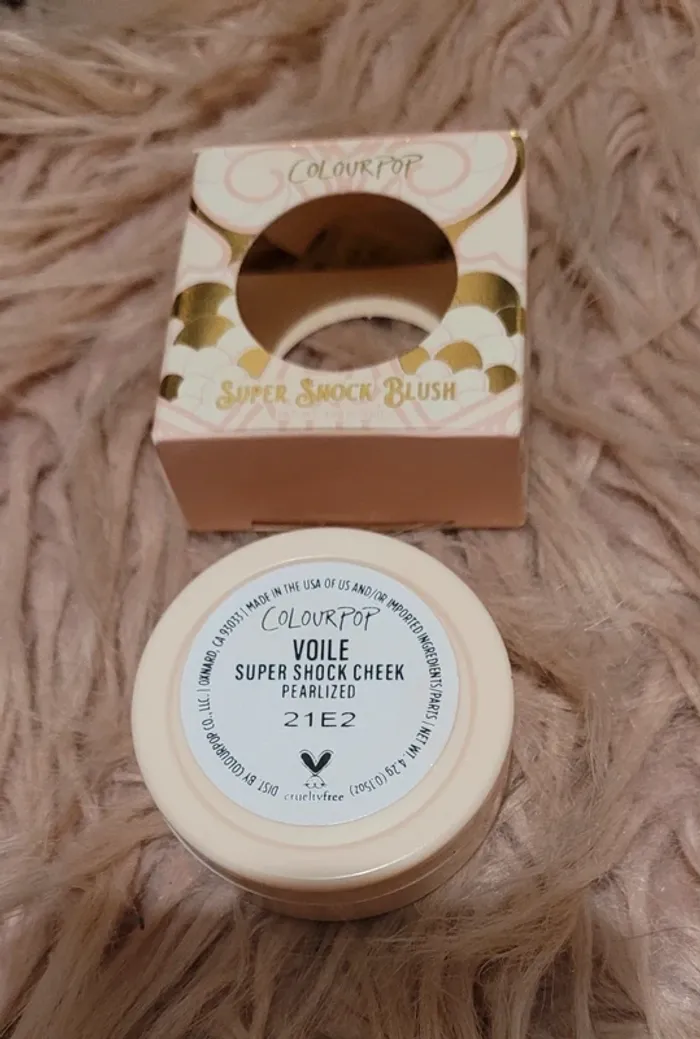 COLOURPOP
SUPER SHOCK BLUSH
COLOURPOP
VOILE
SUPER SHOCK CHEEK
PEARLIZED
21E2
crueltyfree
DIST BY COLOURPOP CO., LLC. | OXNARD, CA 93033 | MADE IN THE USA OF US AND/OR IMPORTED INGREDIENTS/PARTS | NET WT. 4.2g (0.15oz)